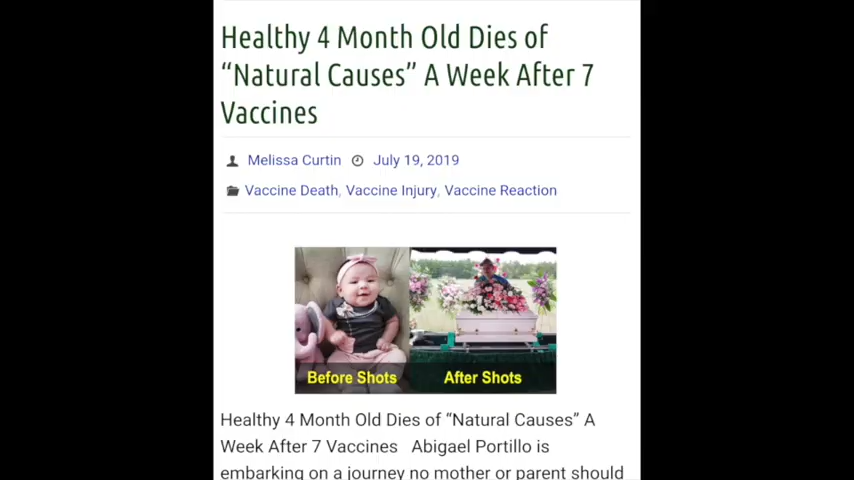 Healthy 4 Month Old Dies of
“Natural Causes” A Week After 7
Vaccines
Melissa Curtin July 19, 2019
Vaccine Death, Vaccine Injury, Vaccine Reaction
Before Shots After Shots
Healthy 4 Month Old Dies of “Natural Causes” A
Week After 7 Vaccines Abigael Portillo is
embarking on a journey no mother or parent should